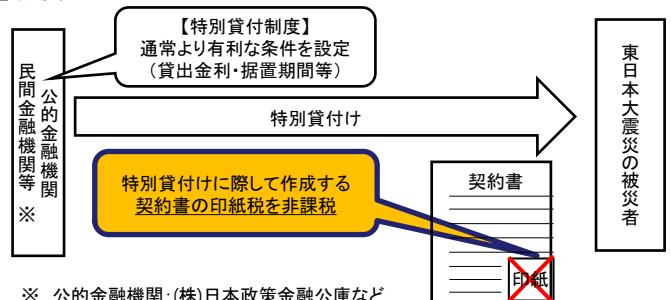 【特別貸付制度】
通常より有利な条件を設定
（貸出金利・据置期間等）
公的金融機関
民間金融機関等 ※
特別貸付け
東日本大震災の被災者
特別貸付けに際して作成する
契約書の印紙税を非課税
契約書
印紙
※ 公的金融機関：(株)日本政策金融公庫など